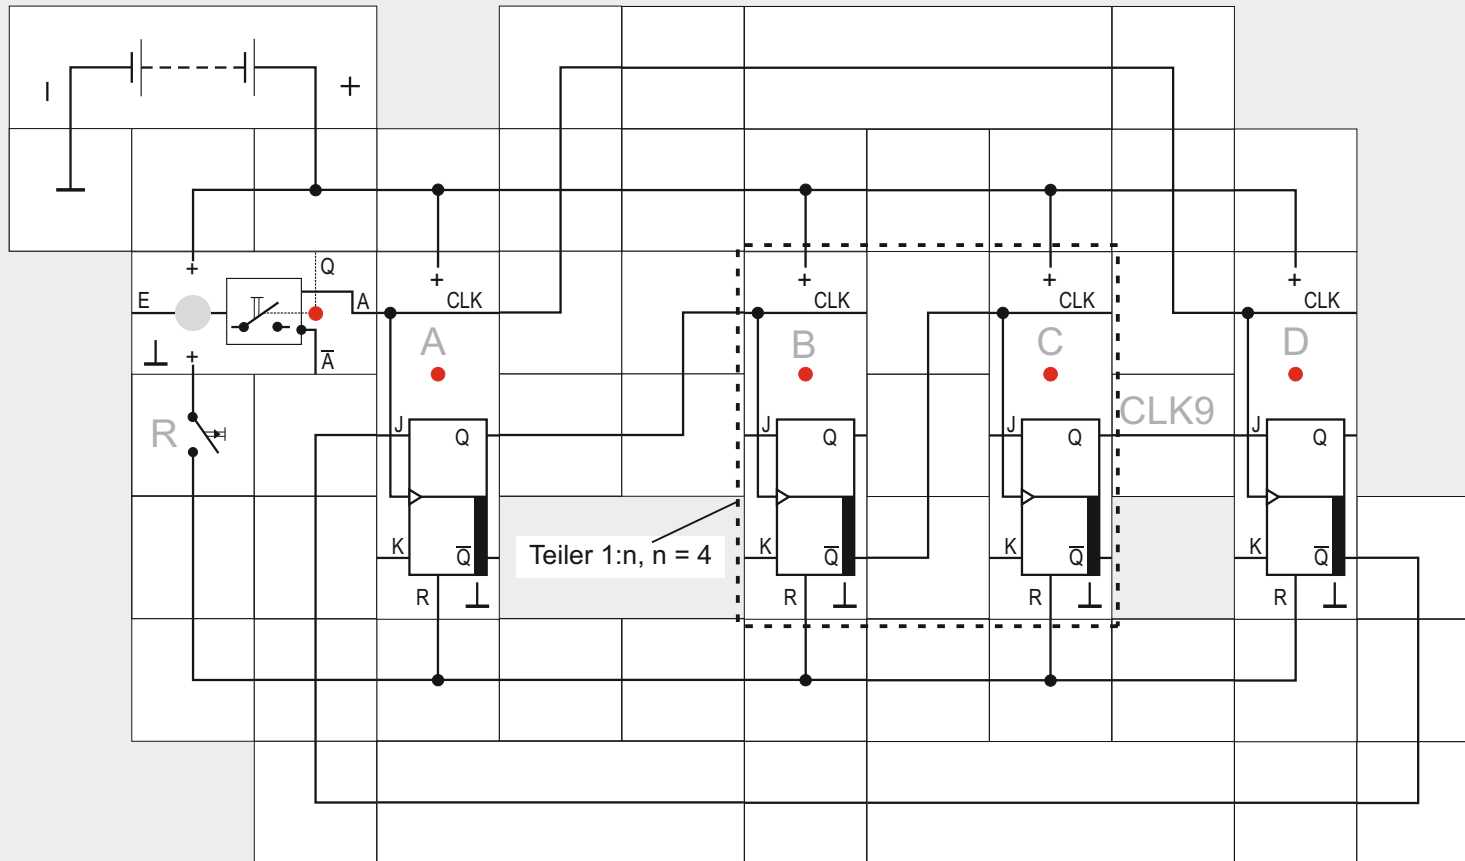 − +
+ + + + +
Q
E A CLK CLK CLK CLK
A B C D
+ A̅
R J J J CLK9 J
Q Q Q Q
K Q̅ Teiler 1:n, n = 4 K Q̅ K Q̅ K Q̅
R R R R